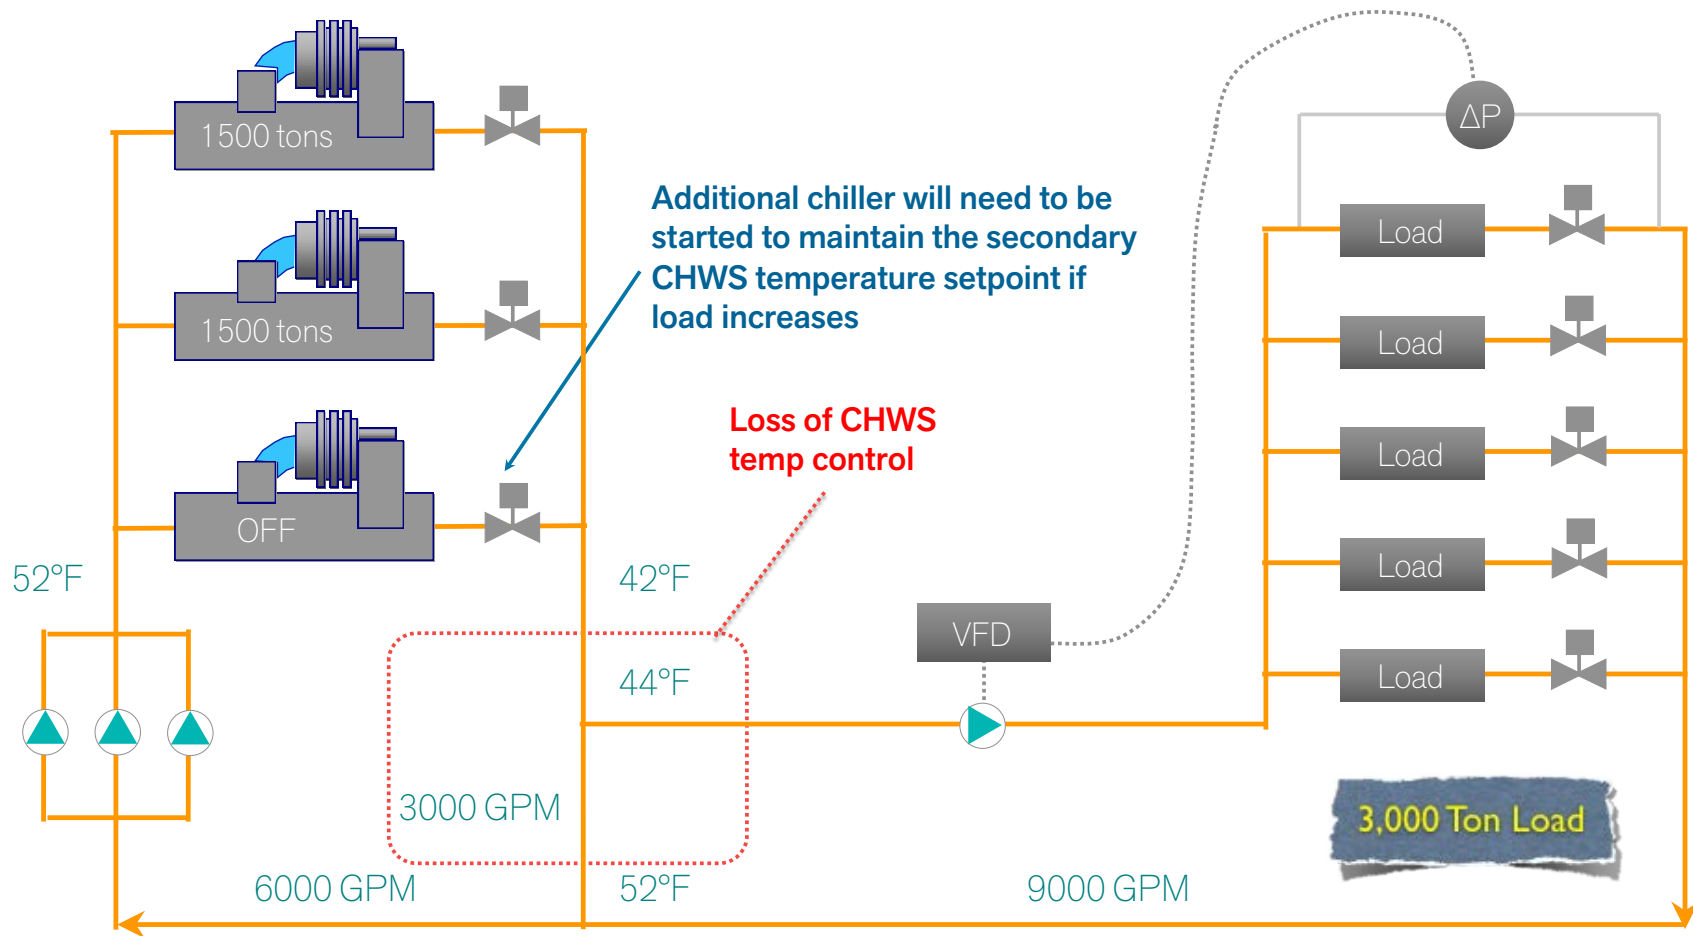 1500 tons
1500 tons
OFF
Additional chiller will need to be
started to maintain the secondary
CHWS temperature setpoint if
load increases
Loss of CHWS
temp control
ΔP
Load
Load
Load
Load
Load
52°F
42°F
44°F
VFD
3000 GPM
3,000 Ton Load
6000 GPM
52°F
9000 GPM